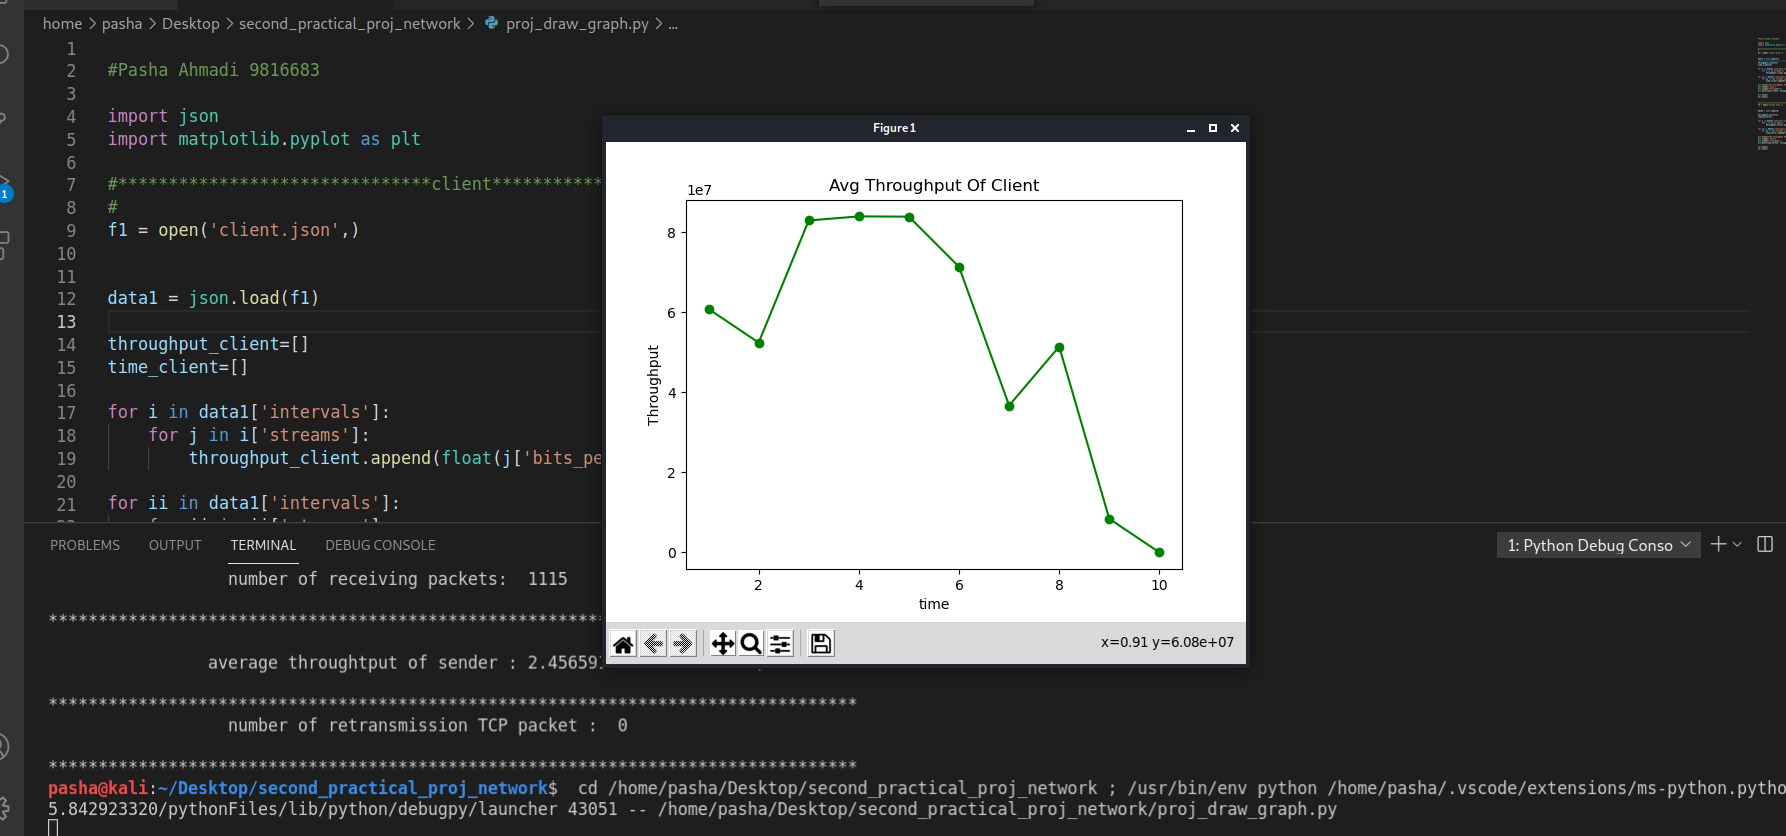 home > pasha > Desktop > second_practical_proj_network > proj_draw_graph.py > ...
1
2 #Pasha Ahmadi 9816683
3
4 import json
5 import matplotlib.pyplot as plt
6
7 #*******************************client***********
8 #
9 f1 = open('client.json',)
10
11
12 data1 = json.load(f1)
13
14 throughput_client=[]
15 time_client=[]
16
17 for i in data1['intervals']:
18 for j in i['streams']:
19 throughput_client.append(float(j['bits_pe
20
21 for ii in data1['intervals']:
Figure1
Avg Throughput Of Client
1e7
8
6
4
2
0
Throughput
2 4 6 8 10
time
x=0.91 y=6.08e+07
1
PROBLEMS OUTPUT TERMINAL DEBUG CONSOLE
1: Python Debug Conso
number of receiving packets: 1115
*******************************************************
average throughtput of sender : 2.45659
*********************************************************************************
number of retransmission TCP packet : 0
*********************************************************************************
pasha@kali:~/Desktop/second_practical_proj_network$ cd /home/pasha/Desktop/second_practical_proj_network ; /usr/bin/env python /home/pasha/.vscode/extensions/ms-python.pytho
5.842923320/pythonFiles/lib/python/debugpy/launcher 43051 -- /home/pasha/Desktop/second_practical_proj_network/proj_draw_graph.py